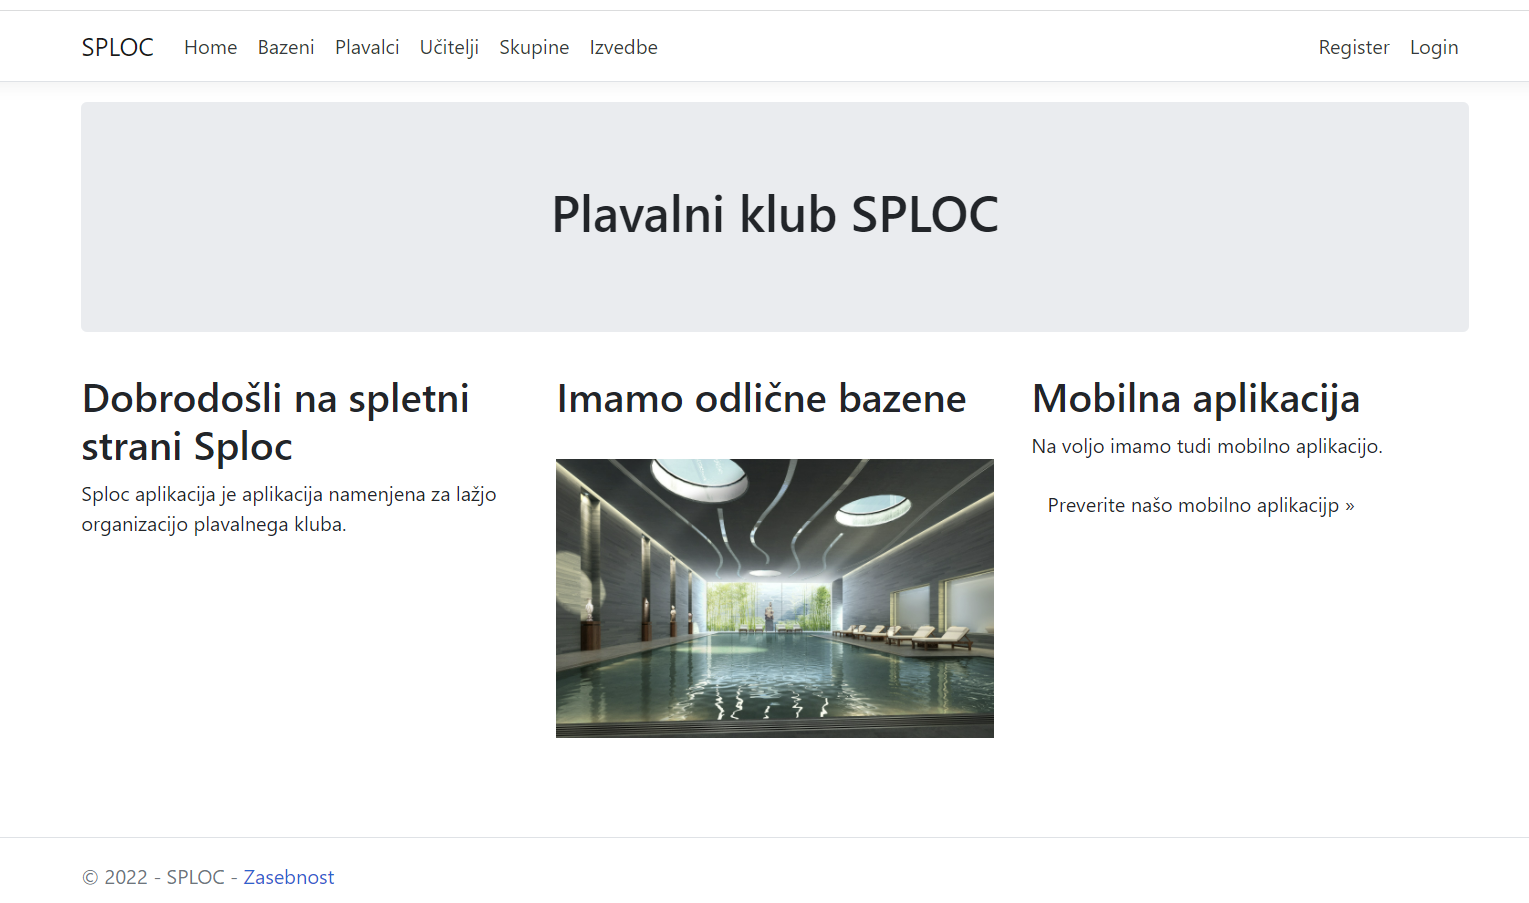 SPLOC Home Bazeni Plavalci Učitelji Skupine Izvedbe Register Login
Plavalni klub SPLOC
Dobrodošli na spletni
strani Sploc
Sploc aplikacija je aplikacija namenjena za lažjo
organizacijo plavalnega kluba.
Imamo odlične bazene
Mobilna aplikacija
Na voljo imamo tudi mobilno aplikacijo.
Preverite našo mobilno aplikacijp »
© 2022 - SPLOC - Zasebnost